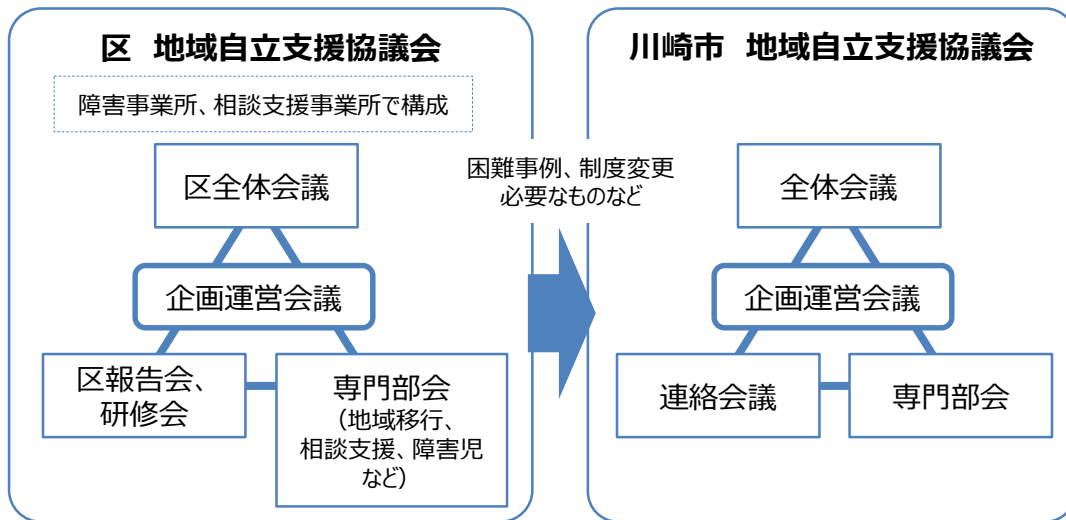 区 地域自立支援協議会
障害事業所、相談支援事業所で構成
区全体会議
企画運営会議
区報告会、
研修会
専門部会
(地域移行、
相談支援、障害児
など)
困難事例、制度変更
必要なものなど
川崎市 地域自立支援協議会
全体会議
企画運営会議
連絡会議
専門部会